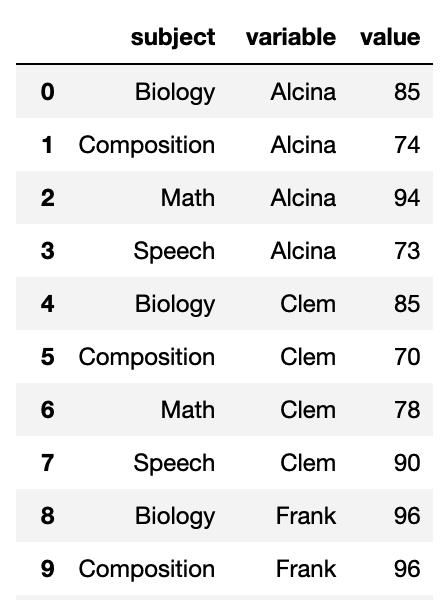 subject variable value
0 Biology Alcina 85
1 Composition Alcina 74
2 Math Alcina 94
3 Speech Alcina 73
4 Biology Clem 85
5 Composition Clem 70
6 Math Clem 78
7 Speech Clem 90
8 Biology Frank 96
9 Composition Frank 96